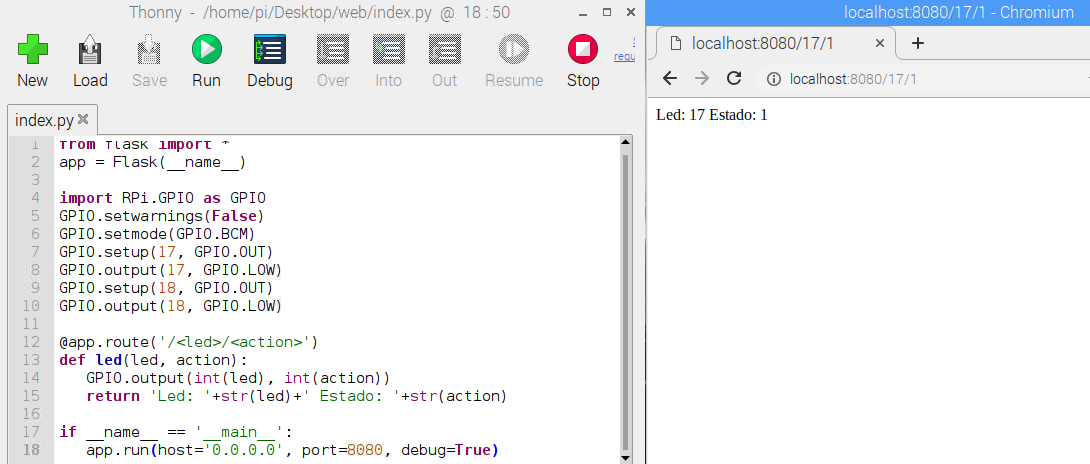 Thonny - /home/pi/Desktop/web/index.py @ 18 : 50
New Load Save Run Debug Over Into Out Resume Stop
requ
index.py
1 from flask import *
2 app = Flask(__name__)
3
4 import RPi.GPIO as GPIO
5 GPIO.setwarnings(False)
6 GPIO.setmode(GPIO.BCM)
7 GPIO.setup(17, GPIO.OUT)
8 GPIO.output(17, GPIO.LOW)
9 GPIO.setup(18, GPIO.OUT)
10 GPIO.output(18, GPIO.LOW)
11
12 @app.route('/<led>/<action>')
13 def led(led, action):
14    GPIO.output(int(led), int(action))
15    return 'Led: '+str(led)+' Estado: '+str(action)
16
17 if __name__ == '__main__':
18    app.run(host='0.0.0.0', port=8080, debug=True)
localhost:8080/17/1 - Chromium
localhost:8080/17/1
localhost:8080/17/1
Led: 17 Estado: 1